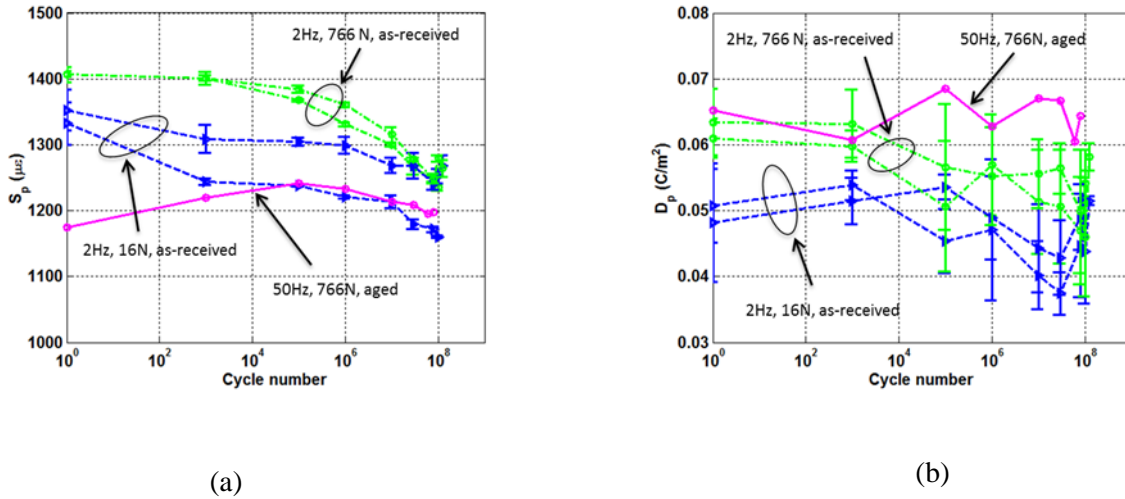 1500
1400
1300
1200
1100
1000
S_p (με)
10^0
10^2
10^4
10^6
10^8
Cycle number
2Hz, 766 N, as-received
2Hz, 16N, as-received
50Hz, 766N, aged
(a)
0.08
0.07
0.06
0.05
0.04
0.03
D_p (C/m^2)
10^0
10^2
10^4
10^6
10^8
Cycle number
2Hz, 766 N, as-received
50Hz, 766N, aged
2Hz, 16N, as-received
(b)